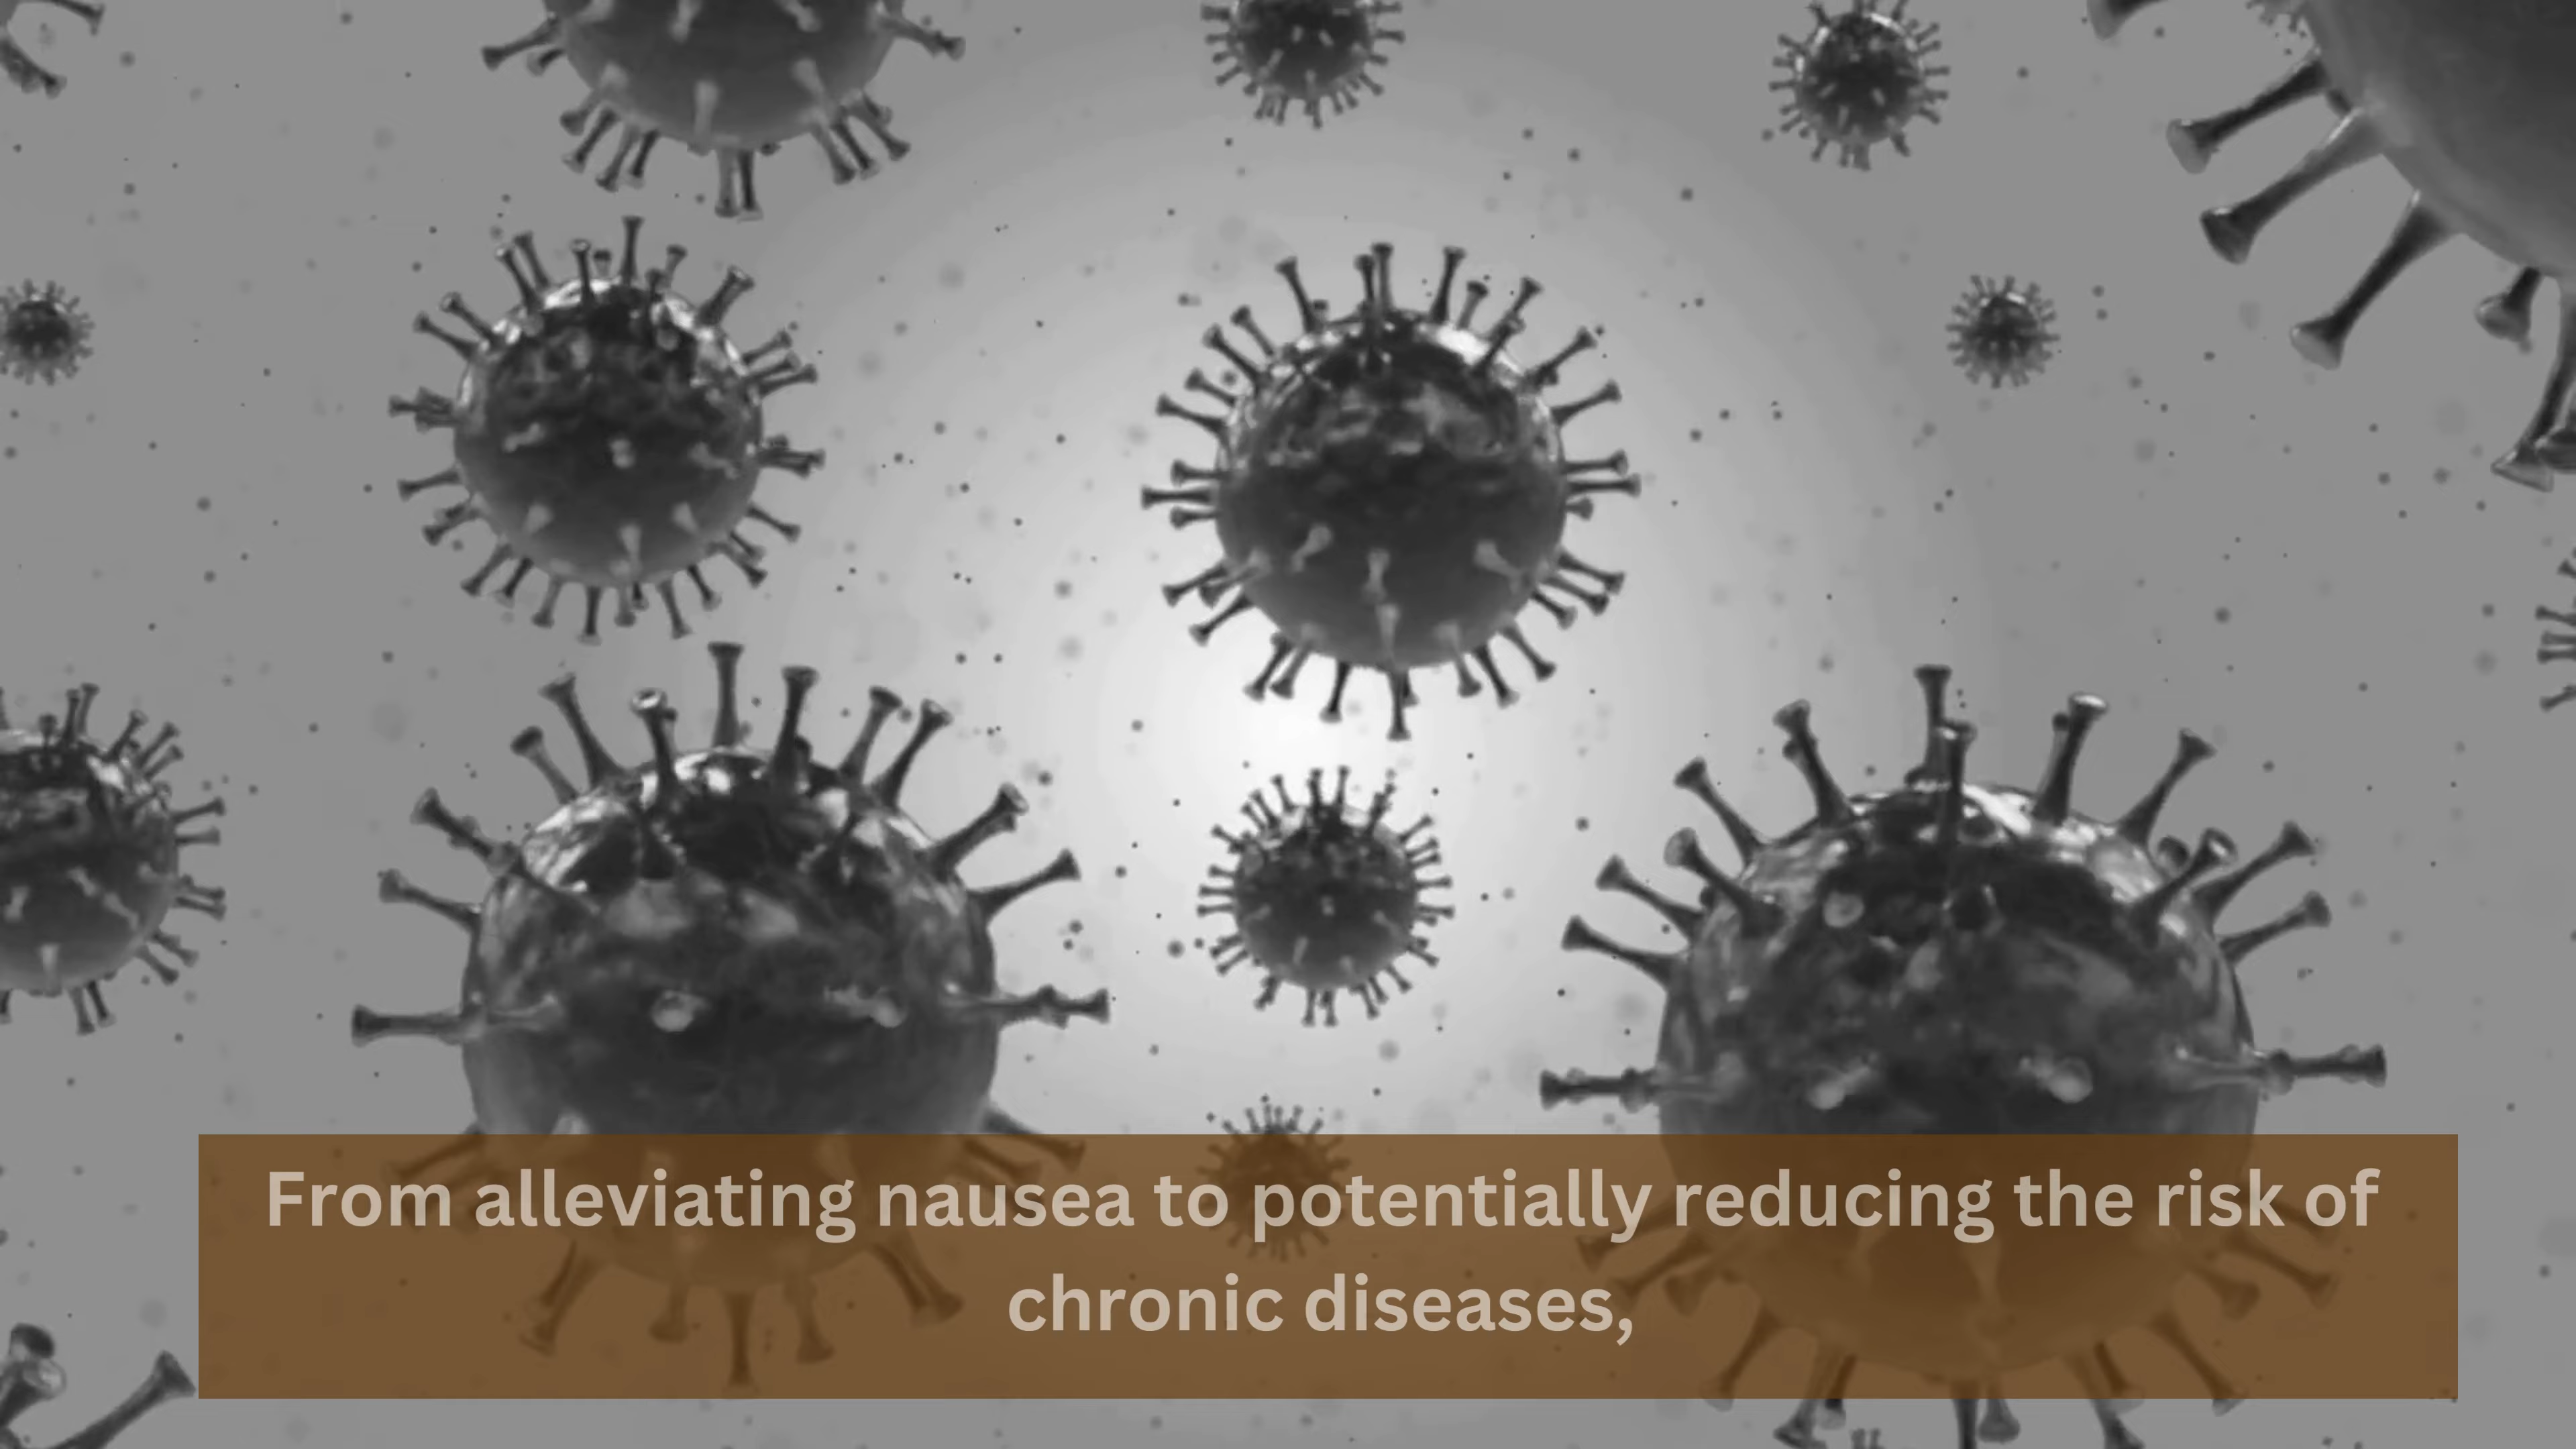 From alleviating nausea to potentially reducing the risk of
chronic diseases,